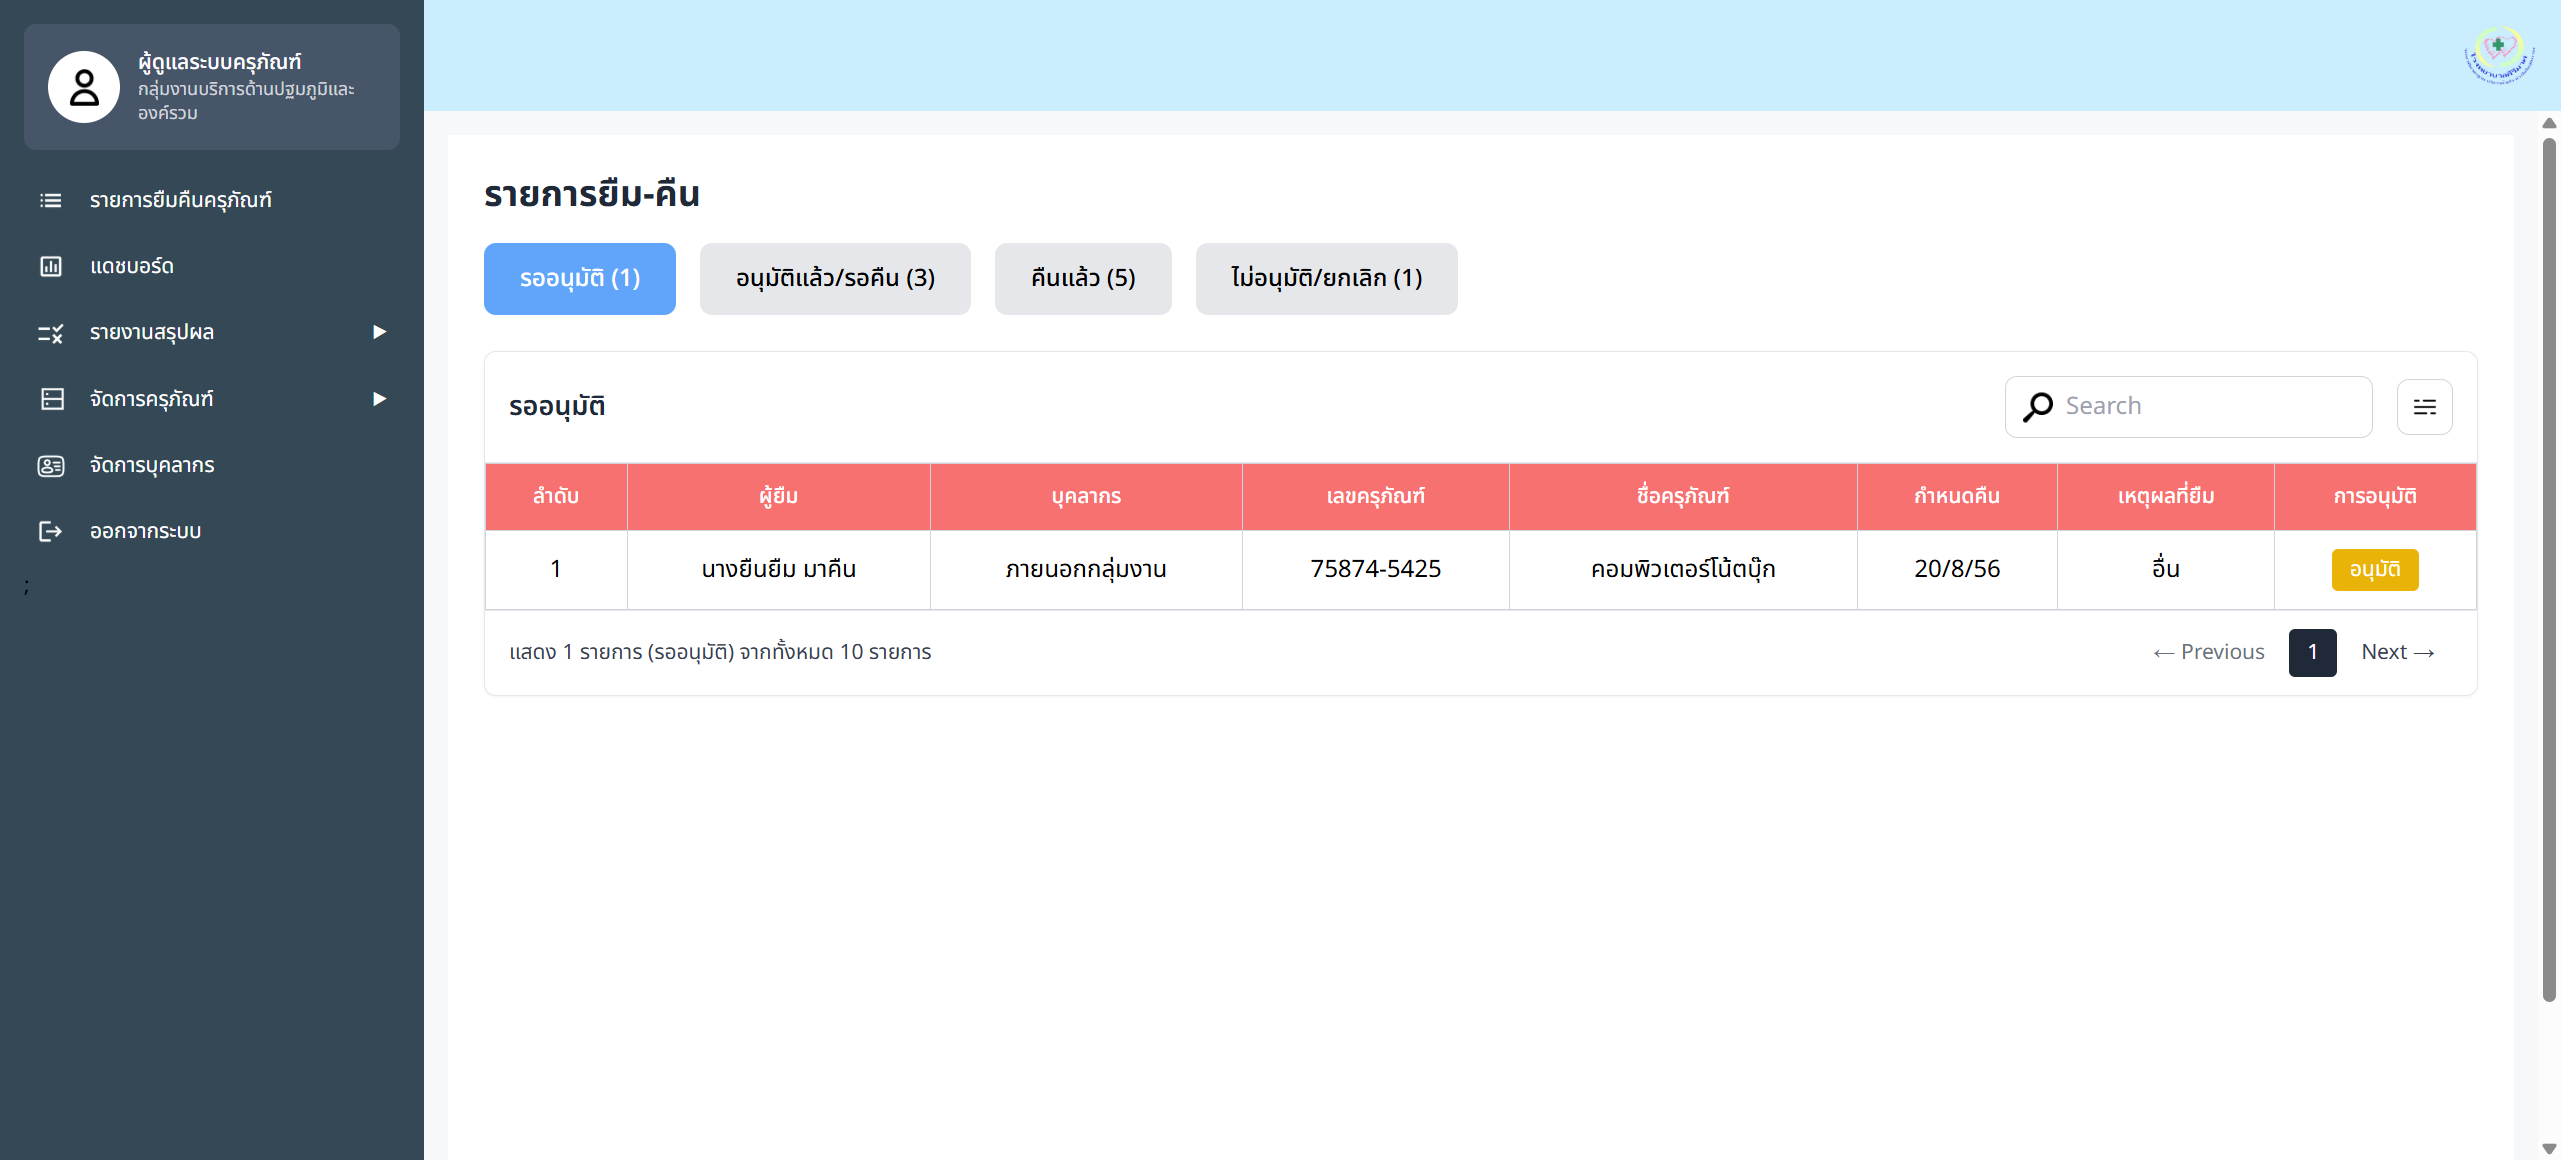 ผู้ดูแลระบบครุภัณฑ์
กลุ่มงานบริการด้านปฐมภูมิและ
องค์รวม
รายการยืมคืนครุภัณฑ์
แดชบอร์ด
รายงานสรุปผล
จัดการครุภัณฑ์
จัดการบุคลากร
ออกจากระบบ
;
รายการยืม-คืน
รออนุมัติ (1)
อนุมัติแล้ว/รอคืน (3)
คืนแล้ว (5)
ไม่อนุมัติ/ยกเลิก (1)
รออนุมัติ
Search
ลำดับ ผู้ยืม บุคลากร เลขครุภัณฑ์ ชื่อครุภัณฑ์ กำหนดคืน เหตุผลที่ยืม การอนุมัติ
1 นางยืนยืม มาคืน ภายนอกกลุ่มงาน 75874-5425 คอมพิวเตอร์โน้ตบุ๊ก 20/8/56 อื่น อนุมัติ
แสดง 1 รายการ (รออนุมัติ) จากทั้งหมด 10 รายการ
← Previous 1 Next →